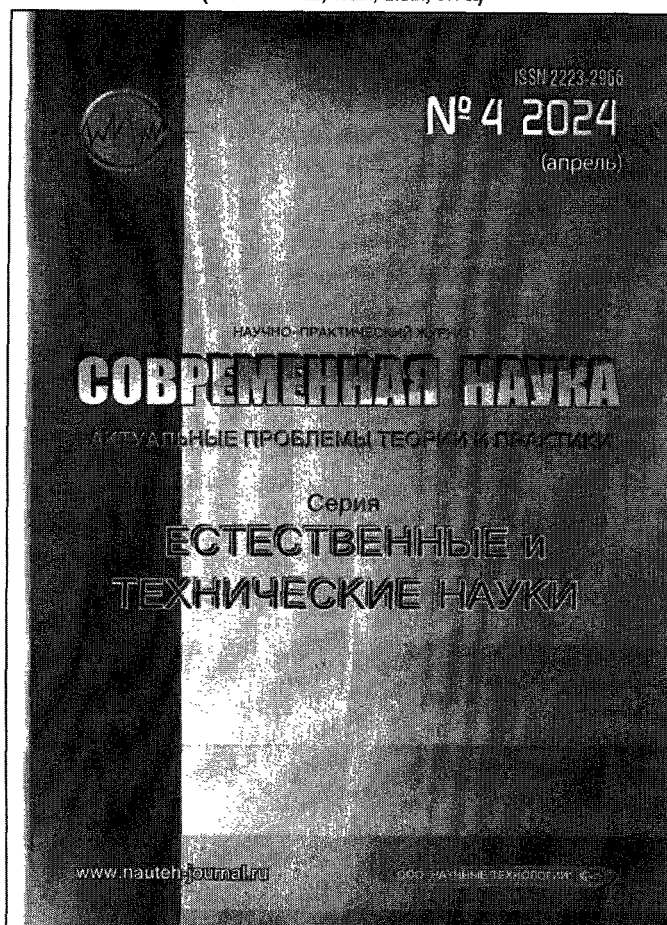 ISSN 2223-2966
№ 4 2024
(апрель)
НАУЧНО-ПРАКТИЧЕСКИЙ ЖУРНАЛ
СОВРЕМЕННАЯ НАУКА
АКТУАЛЬНЫЕ ПРОБЛЕМЫ ТЕОРИИ И ПРАКТИКИ
Серия
ЕСТЕСТВЕННЫЕ и
ТЕХНИЧЕСКИЕ НАУКИ
www.nauteh-journal.ru
ООО "НАУЧНЫЕ ТЕХНОЛОГИИ"